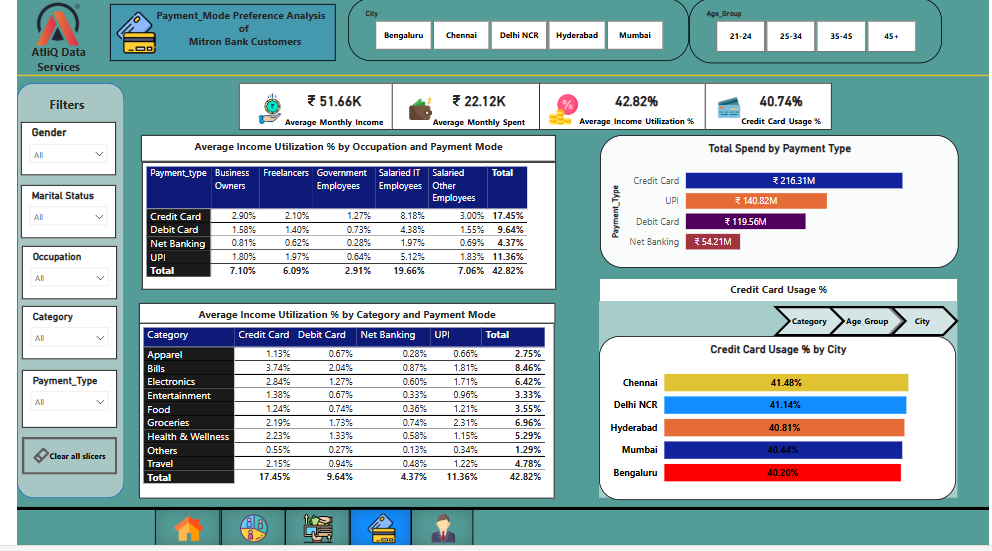 AtliQ Data
Services
Payment_Mode Preference Analysis
of
Mitron Bank Customers
City
Bengaluru Chennai Delhi NCR Hyderabad Mumbai
Age_Group
21-24 25-34 35-45 45+
Filters
Gender
All
Marital Status
All
Occupation
All
Category
All
Payment_Type
All
Clear all slicers
₹ 51.66K
Average Monthly Income
₹ 22.12K
Average Monthly Spent
%
42.82%
Average Income Utilization %
40.74%
Credit Card Usage %
Average Income Utilization % by Occupation and Payment Mode
Payment_type Business Owners Freelancers Government Employees Salaried IT Employees Salaried Other Employees Total
Credit Card 2.90% 2.10% 1.27% 8.18% 3.00% 17.45%
Debit Card 1.58% 1.40% 0.73% 4.38% 1.55% 9.64%
Net Banking 0.81% 0.62% 0.28% 1.97% 0.69% 4.37%
UPI 1.80% 1.97% 0.64% 5.12% 1.83% 11.36%
Total 7.10% 6.09% 2.91% 19.66% 7.06% 42.82%
Average Income Utilization % by Category and Payment Mode
Category Credit Card Debit Card Net Banking UPI Total
Apparel 1.13% 0.67% 0.28% 0.66% 2.75%
Bills 3.74% 2.04% 0.87% 1.81% 8.46%
Electronics 2.84% 1.27% 0.60% 1.71% 6.42%
Entertainment 1.38% 0.67% 0.33% 0.96% 3.33%
Food 1.24% 0.74% 0.36% 1.21% 3.55%
Groceries 2.19% 1.73% 0.74% 2.31% 6.96%
Health & Wellness 2.23% 1.33% 0.58% 1.15% 5.29%
Others 0.55% 0.27% 0.13% 0.34% 1.29%
Travel 2.15% 0.94% 0.48% 1.22% 4.78%
Total 17.45% 9.64% 4.37% 11.36% 42.82%
Total Spend by Payment Type
Payment_Type
Credit Card ₹ 216.31M
UPI ₹ 140.82M
Debit Card ₹ 119.56M
Net Banking ₹ 54.21M
Credit Card Usage %
Category Age Group City
Credit Card Usage % by City
Chennai 41.48%
Delhi NCR 41.14%
Hyderabad 40.81%
Mumbai 40.44%
Bengaluru 40.20%